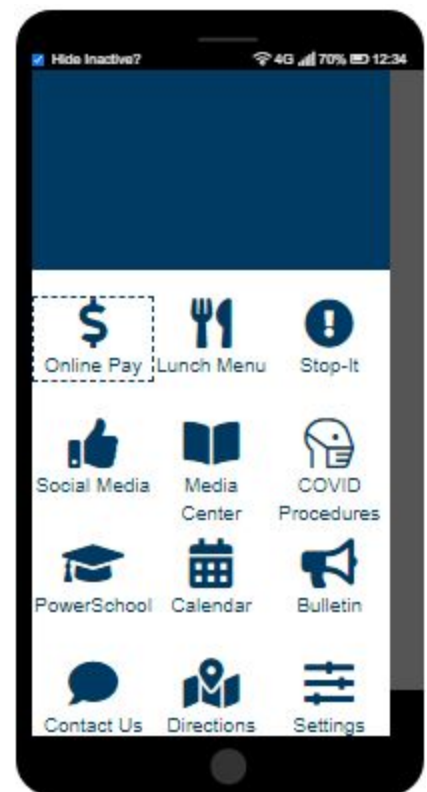 Hide Inactive? 4G 70% 12:34
Online Pay Lunch Menu Stop-It
Social Media Media Center COVID Procedures
PowerSchool Calendar Bulletin
Contact Us Directions Settings